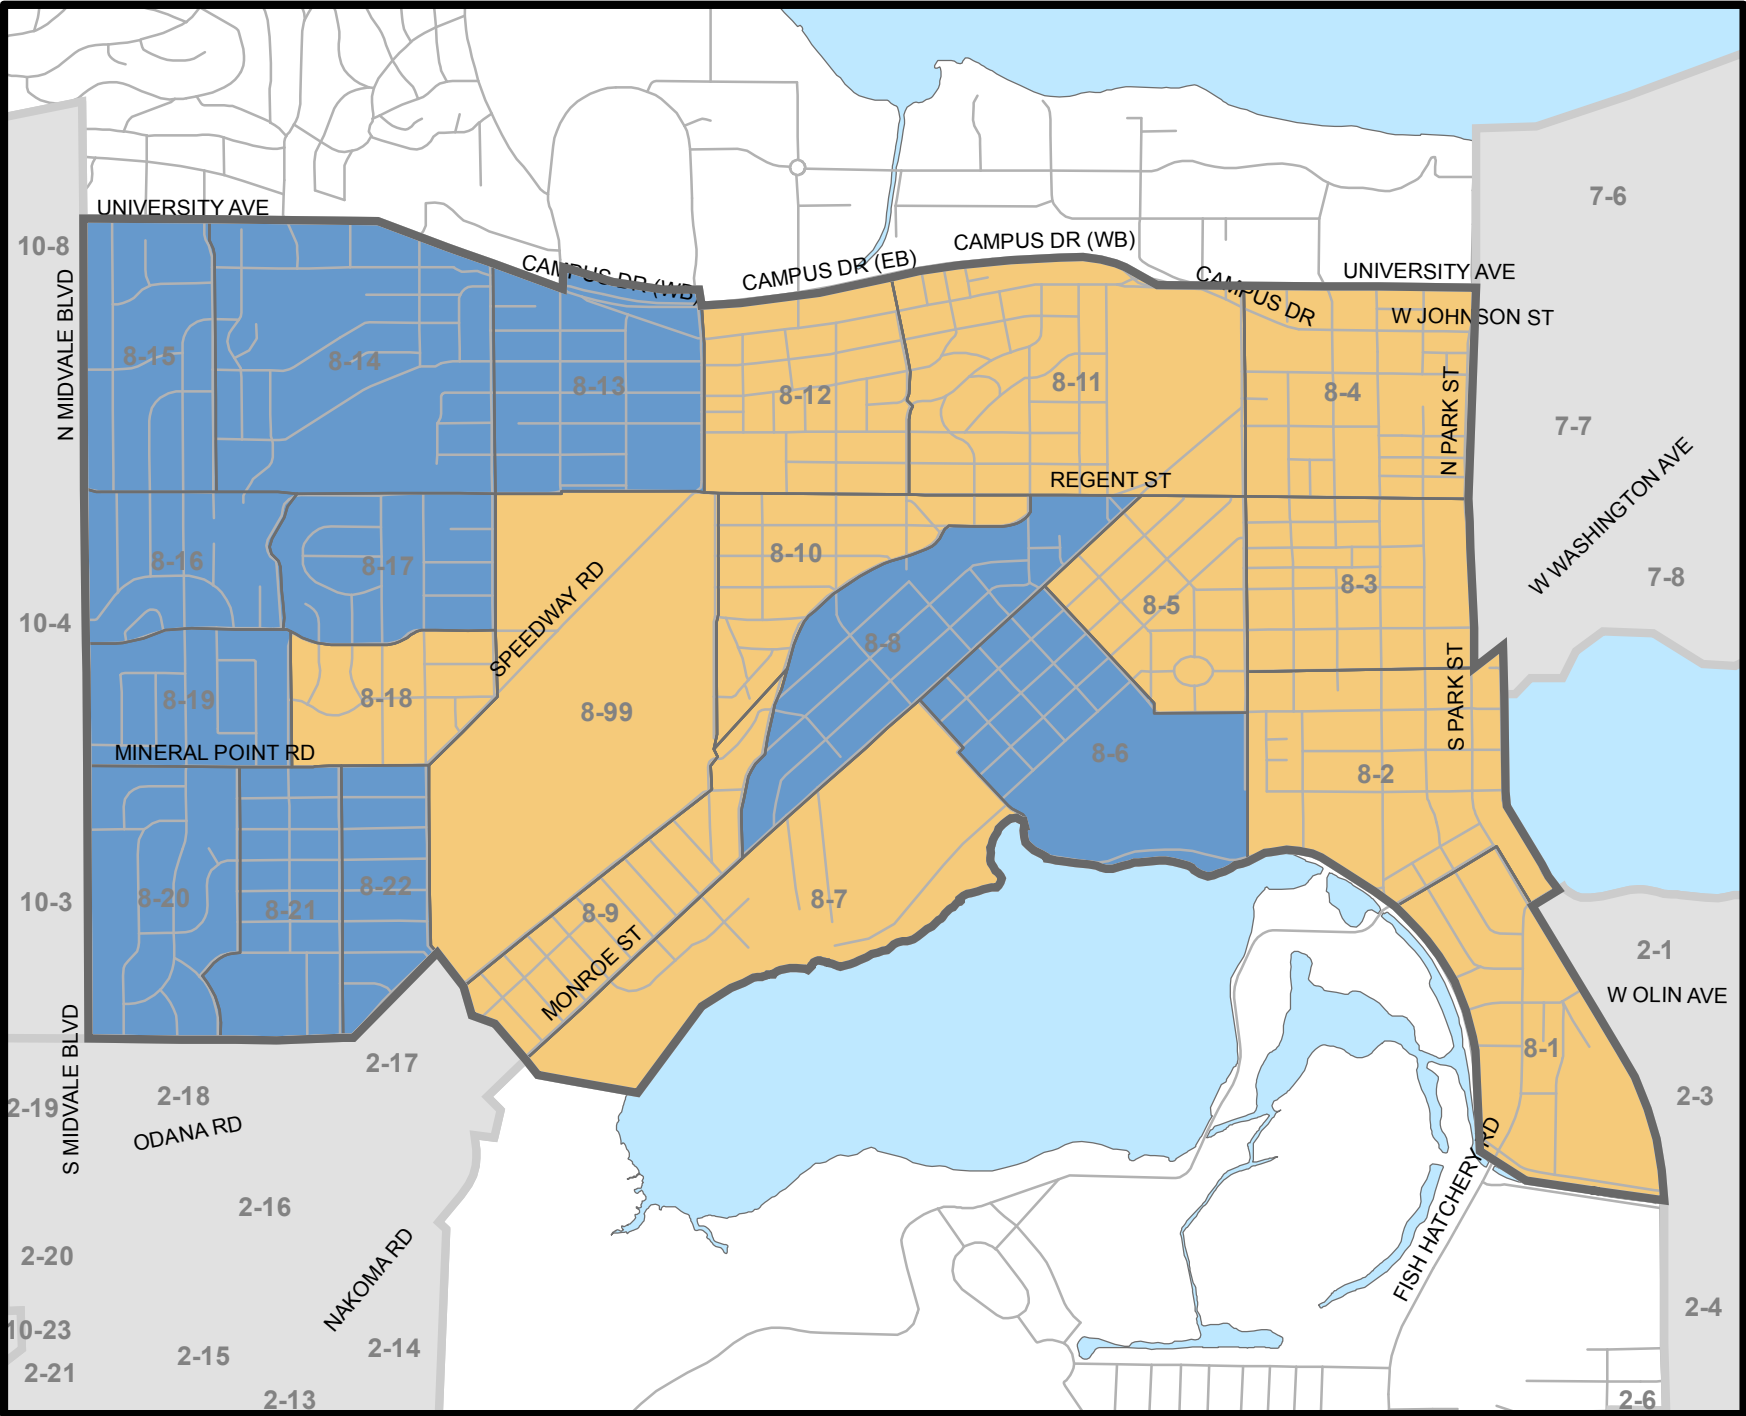 7-6
UNIVERSITY AVE
CAMPUS DR (WB)
10-8
CAMPUS DR (WB)
CAMPUS DR (EB)
CAMPUS DR
UNIVERSITY AVE
W JOHNSON ST
N MIDVALE BLVD
8-15
8-14
8-13
8-12
8-11
8-4
N PARK ST
7-7
REGENT ST
W WASHINGTON AVE
8-16
8-17
8-10
8-3
7-8
8-5
10-4
SPEEDWAY RD
8-8
8-19
8-18
8-99
S PARK ST
MINERAL POINT RD
8-6
8-2
8-20
8-21
8-22
8-9
8-7
10-3
MONROE ST
2-1
W OLIN AVE
S MIDVALE BLVD
2-17
8-1
2-18
2-19
2-3
ODANA RD
FISH HATCHERY RD
2-16
2-20
NAKOMA RD
2-4
10-23
2-15
2-14
2-21
2-13
2-6